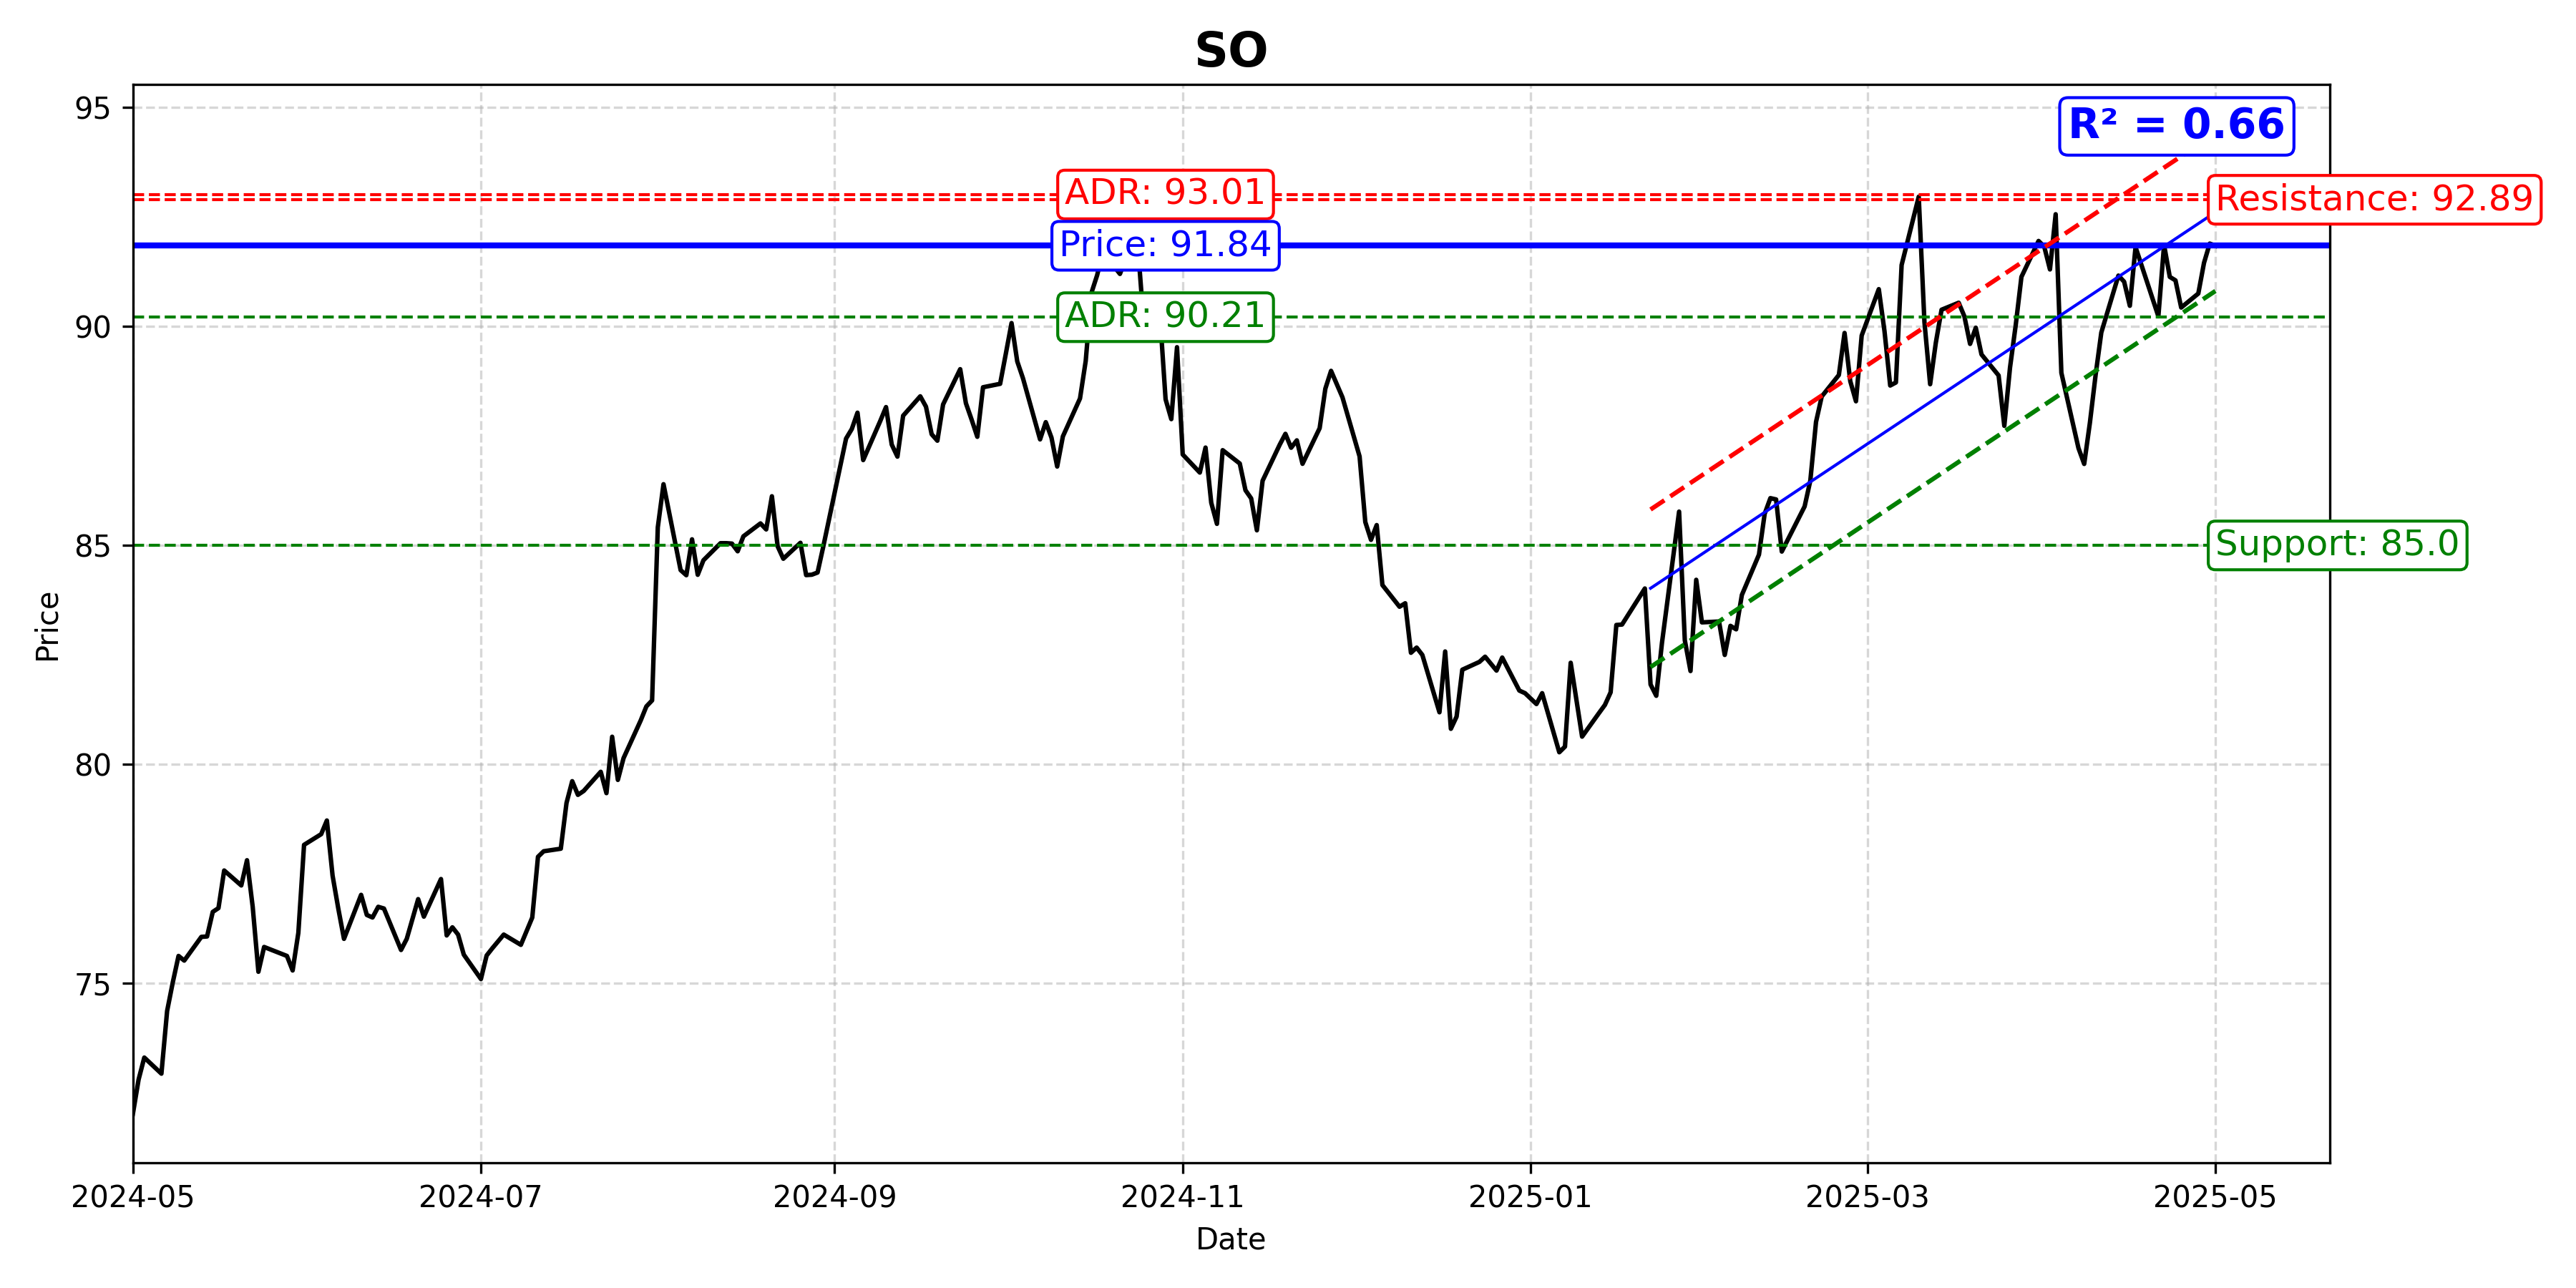 SO
95
R² = 0.66
ADR: 93.01
Resistance: 92.89
Price: 91.84
ADR: 90.21
90
85
Support: 85.0
Price
80
75
2024-05
2024-07
2024-09
2024-11
2025-01
2025-03
2025-05
Date